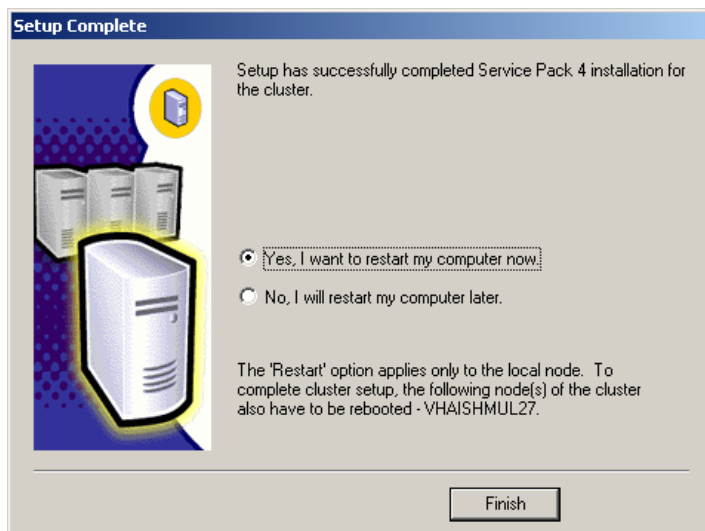 Setup Complete
Setup has successfully completed Service Pack 4 installation for
the cluster.
Yes, I want to restart my computer now.
No, I will restart my computer later.
The 'Restart' option applies only to the local node.  To
complete cluster setup, the following node(s) of the cluster
also have to be rebooted - VHAISHMUL27.
Finish